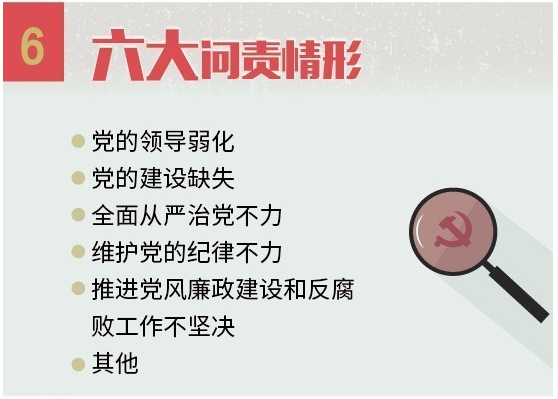 6
六大问责情形
党的领导弱化
党的建设缺失
全面从严治党不力
维护党的纪律不力
推进党风廉政建设和反腐
败工作不坚决
其他